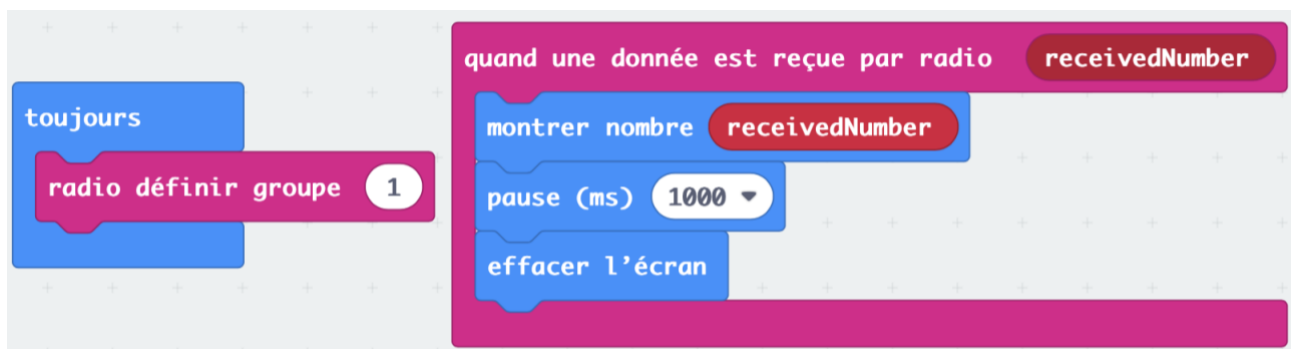 toujours
radio définir groupe 1
quand une donnée est reçue par radio receivedNumber
montrer nombre receivedNumber
pause (ms) 1000
effacer l'écran